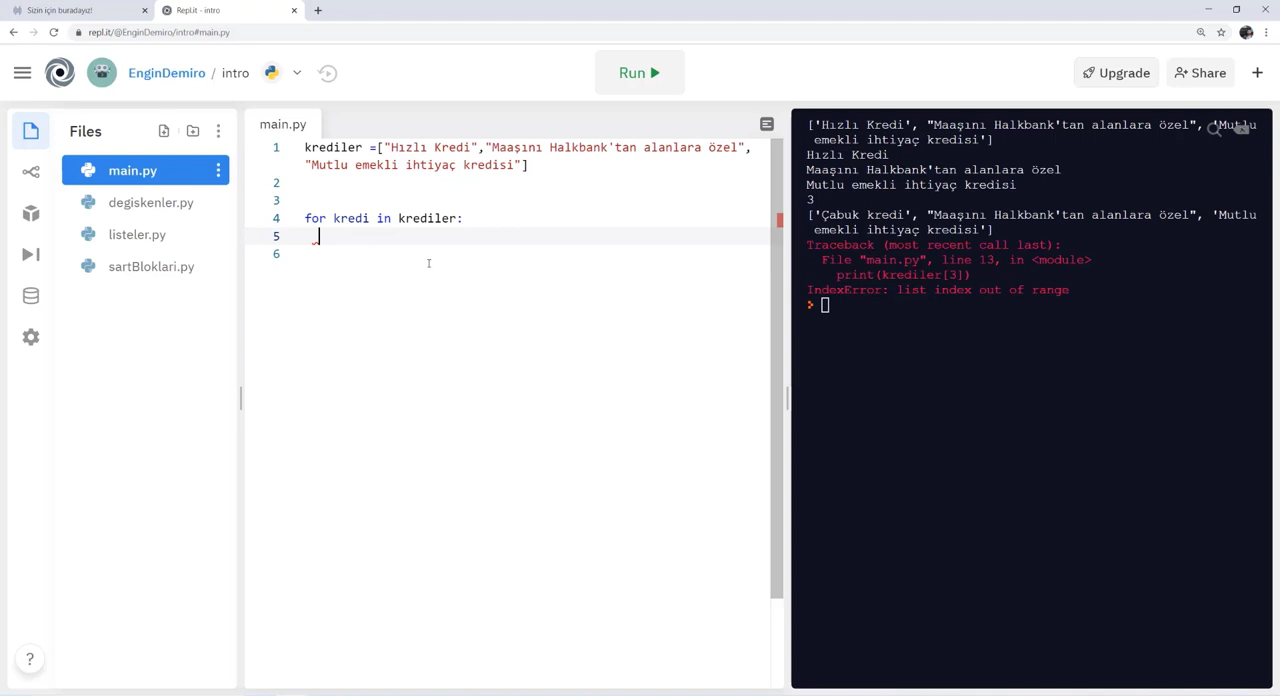 Sizin için buradayız!
Repl.it - intro
repl.it/@EnginDemiro/intro#main.py
EnginDemiro / intro
Run
Upgrade
Share
Files
main.py
degiskenler.py
listeler.py
sartBloklari.py
main.py
1 krediler =["Hızlı Kredi","Maaşını Halkbank'tan alanlara özel",
"Mutlu emekli ihtiyaç kredisi"]
2
3
4 for kredi in krediler:
5
6
['Hızlı Kredi', "Maaşını Halkbank'tan alanlara özel", 'Mutlu
emekli ihtiyaç kredisi']
Hızlı Kredi
Maaşını Halkbank'tan alanlara özel
Mutlu emekli ihtiyaç kredisi
3
['Çabuk kredi', "Maaşını Halkbank'tan alanlara özel", 'Mutlu
emekli ihtiyaç kredisi']
Traceback (most recent call last):
File "main.py", line 13, in <module>
print(krediler[3])
IndexError: list index out of range
>
?